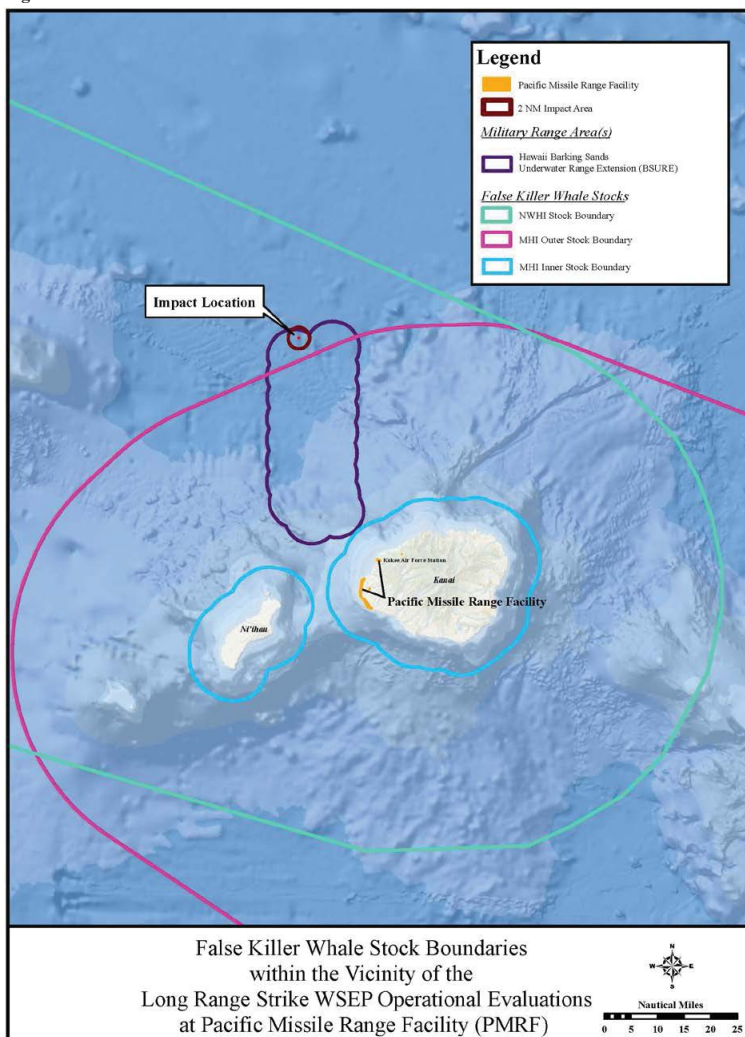 Legend
Pacific Missile Range Facility
2 NM Impact Area
Military Range Area(s)
Hawaii Barking Sands
Underwater Range Extension (BSURE)
False Killer Whale Stocks
NWHI Stock Boundary
MHI Outer Stock Boundary
MHI Inner Stock Boundary
Impact Location
Kokee Air Force Station
Kauai
Pacific Missile Range Facility
Ni'ihau
False Killer Whale Stock Boundaries
within the Vicinity of the
Long Range Strike WSEP Operational Evaluations
at Pacific Missile Range Facility (PMRF)
N
W E
S
Nautical Miles
0 5 10 15 20 25